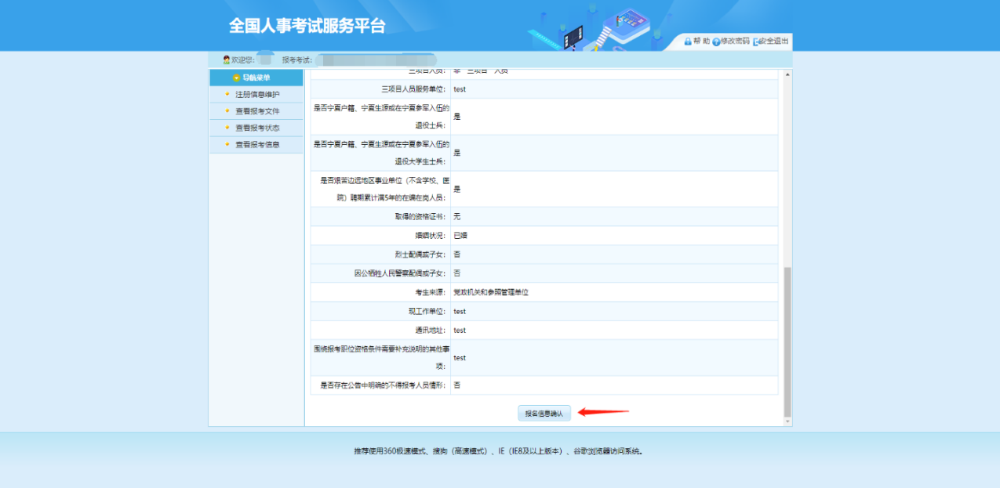 全国人事考试服务平台
帮 助 修改密码 安全退出
欢迎您: 报考考试:
导航菜单
注册信息维护
查看报考文件
查看报考状态
查看报考信息
三项目人员: 非“三项目”人员
三项目人员服务单位: test
是否宁夏户籍、宁夏生源或在宁夏参军入伍的
退役士兵:
是
是否宁夏户籍、宁夏生源或在宁夏参军入伍的
退役大学生士兵:
是
是否艰苦边远地区事业单位（不含学校、医
院）聘期累计满5年的在编在岗人员:
是
取得的资格证书: 无
婚姻状况: 已婚
烈士配偶或子女: 否
因公牺牲人民警察配偶或子女: 否
考生来源: 党政机关和参照管理单位
现工作单位: test
通讯地址: test
围绕报考职位资格条件需要补充说明的其他事
项:
test
是否存在公告中明确的不得报考人员情形: 否
报名信息确认
推荐使用360极速模式、搜狗（高速模式）、IE（IE8及以上版本）、谷歌浏览器访问系统。